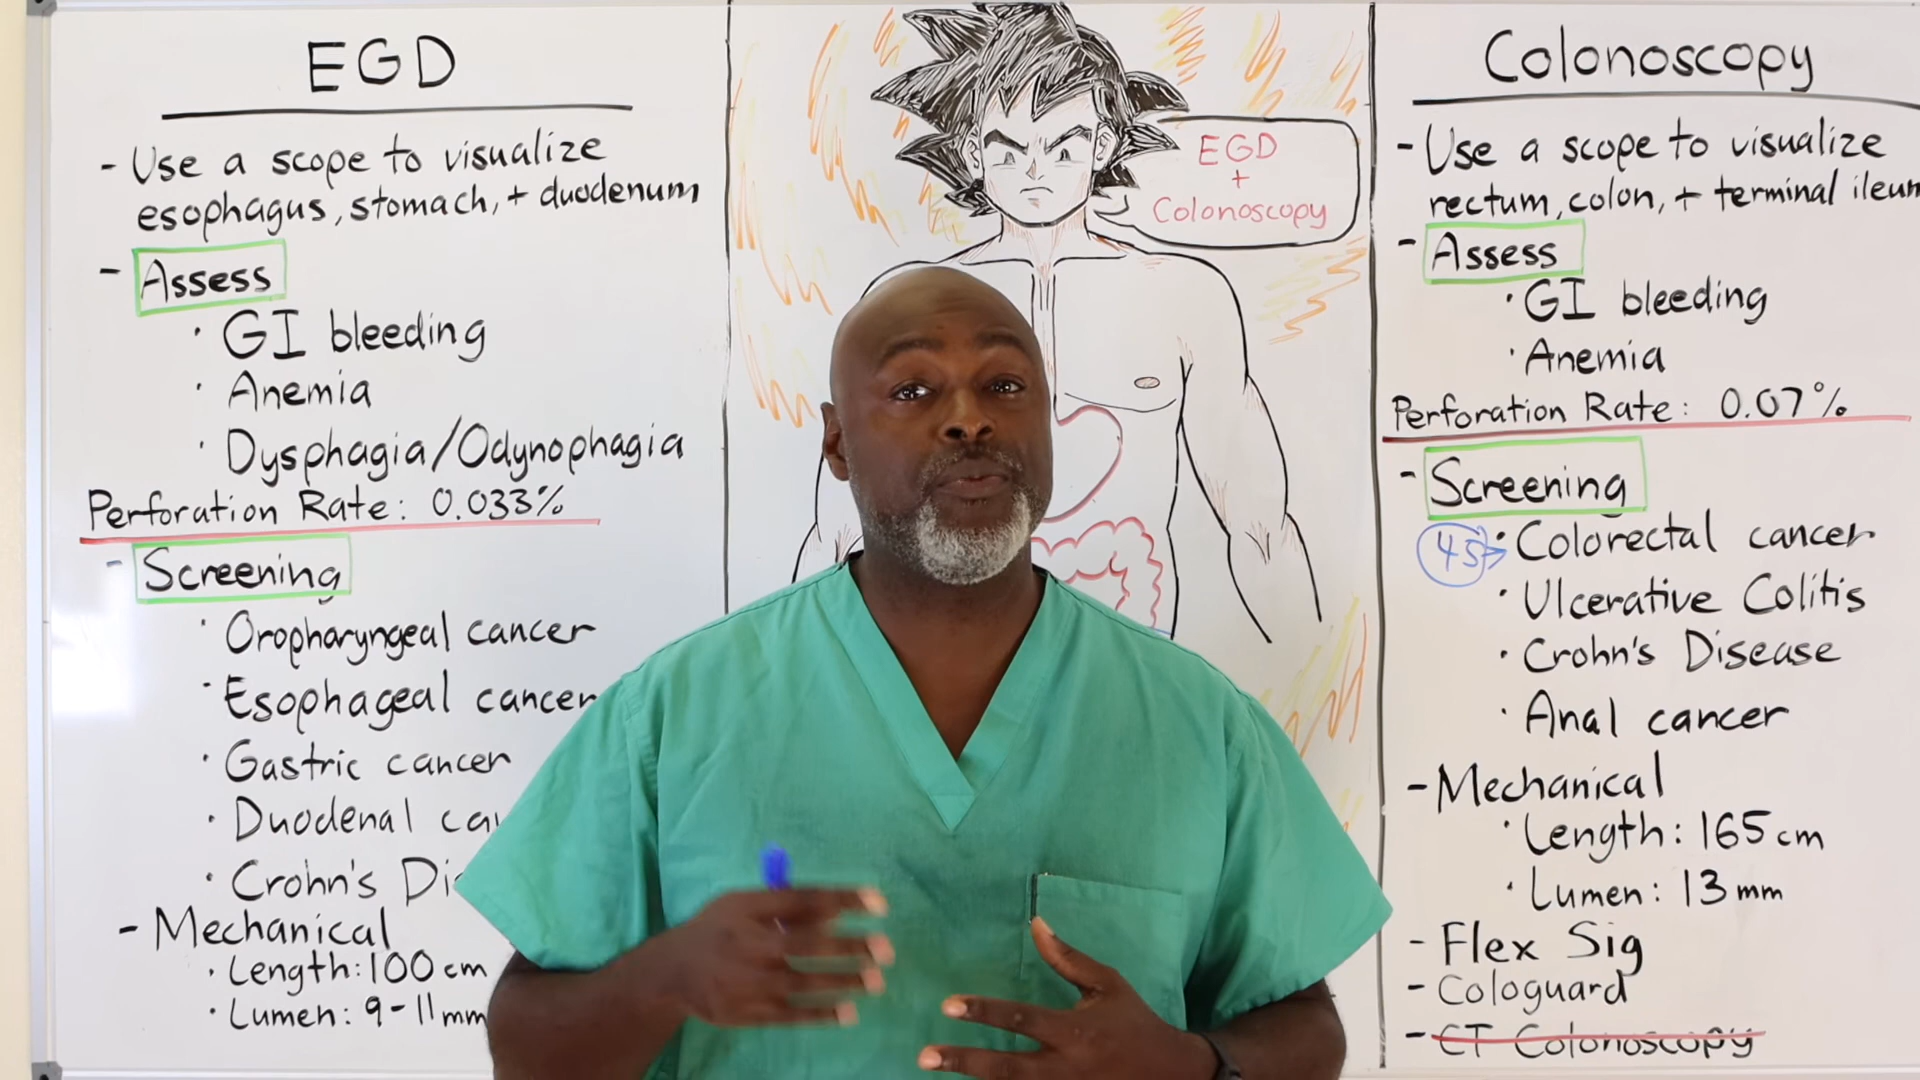 EGD
- Use a scope to visualize
esophagus, stomach, + duodenum
- Assess
· GI bleeding
· Anemia
· Dysphagia/Odynophagia
Perforation Rate: 0.033%
- Screening
· Oropharyngeal cancer
· Esophageal cancer
· Gastric cancer
· Duodenal
· Crohn's
- Mechanical
· Length: 100 cm
· Lumen: 9-11 mm
EGD
+
Colonoscopy
Colonoscopy
- Use a scope to visualize
rectum, colon, + terminal ileum
- Assess
· GI bleeding
· Anemia
Perforation Rate: 0.07%
- Screening
45 → · Colorectal cancer
· Ulcerative Colitis
· Crohn's Disease
· Anal cancer
- Mechanical
· Length: 165 cm
· Lumen: 13 mm
- Flex Sig
- Cologuard
- CT Colonoscopy